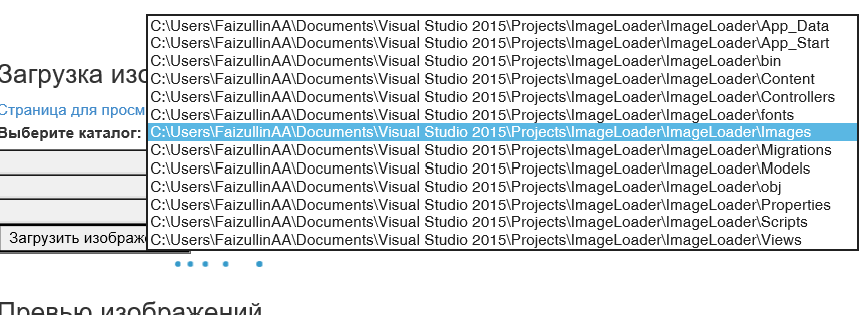 C:\Users\FaizullinAA\Documents\Visual Studio 2015\Projects\ImageLoader\ImageLoader\App_Data
C:\Users\FaizullinAA\Documents\Visual Studio 2015\Projects\ImageLoader\ImageLoader\App_Start
Загрузка изо
C:\Users\FaizullinAA\Documents\Visual Studio 2015\Projects\ImageLoader\ImageLoader\bin
C:\Users\FaizullinAA\Documents\Visual Studio 2015\Projects\ImageLoader\ImageLoader\Content
C:\Users\FaizullinAA\Documents\Visual Studio 2015\Projects\ImageLoader\ImageLoader\Controllers
Страница для просм
C:\Users\FaizullinAA\Documents\Visual Studio 2015\Projects\ImageLoader\ImageLoader\fonts
Выберите каталог:
C:\Users\FaizullinAA\Documents\Visual Studio 2015\Projects\ImageLoader\ImageLoader\Images
C:\Users\FaizullinAA\Documents\Visual Studio 2015\Projects\ImageLoader\ImageLoader\Migrations
C:\Users\FaizullinAA\Documents\Visual Studio 2015\Projects\ImageLoader\ImageLoader\Models
C:\Users\FaizullinAA\Documents\Visual Studio 2015\Projects\ImageLoader\ImageLoader\obj
C:\Users\FaizullinAA\Documents\Visual Studio 2015\Projects\ImageLoader\ImageLoader\Properties
C:\Users\FaizullinAA\Documents\Visual Studio 2015\Projects\ImageLoader\ImageLoader\Scripts
Загрузить изображе
C:\Users\FaizullinAA\Documents\Visual Studio 2015\Projects\ImageLoader\ImageLoader\Views
Превью изображений